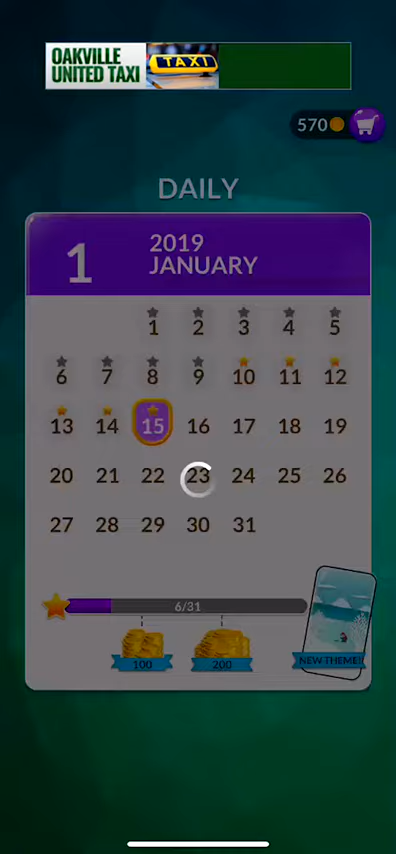 OAKVILLE
UNITED TAXI
TAXI
570
DAILY
1
2019
JANUARY
1 2 3 4 5
6 7 8 9 10 11 12
13 14 15 16 17 18 19
20 21 22 23 24 25 26
27 28 29 30 31
6/31
100 200 NEW THEME!